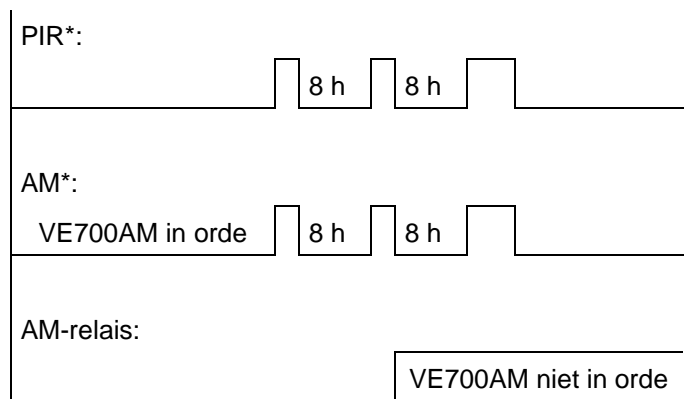 PIR*:
8 h 8 h
AM*:
VE700AM in orde 8 h 8 h
AM-relais:
VE700AM niet in orde